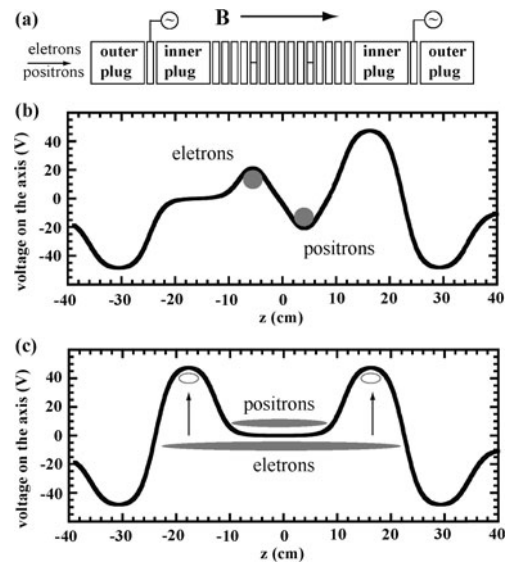 (a)
B
~
~
eletrons
positrons
outer plug
inner plug
inner plug
outer plug
(b)
voltage on the axis (V)
40
20
0
-20
-40
eletrons
positrons
-40 -30 -20 -10 0 10 20 30 40
z (cm)
(c)
voltage on the axis (V)
40
20
0
-20
-40
positrons
eletrons
-40 -30 -20 -10 0 10 20 30 40
z (cm)